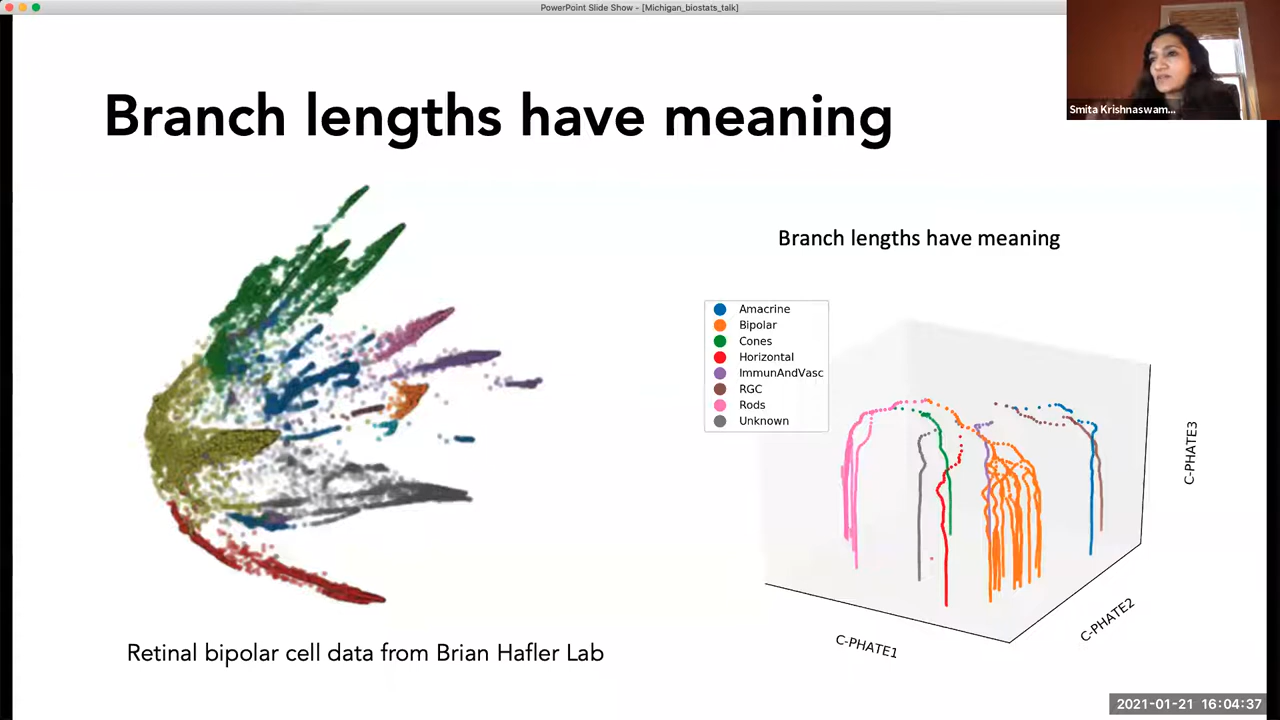 PowerPoint Slide Show - [Michigan_biostats_talk]
Smita Krishnaswam...
Branch lengths have meaning
Branch lengths have meaning
Amacrine
Bipolar
Cones
Horizontal
ImmunAndVasc
RGC
Rods
Unknown
C-PHATE3
C-PHATE2
C-PHATE1
Retinal bipolar cell data from Brian Hafler Lab
2021-01-21 16:04:37